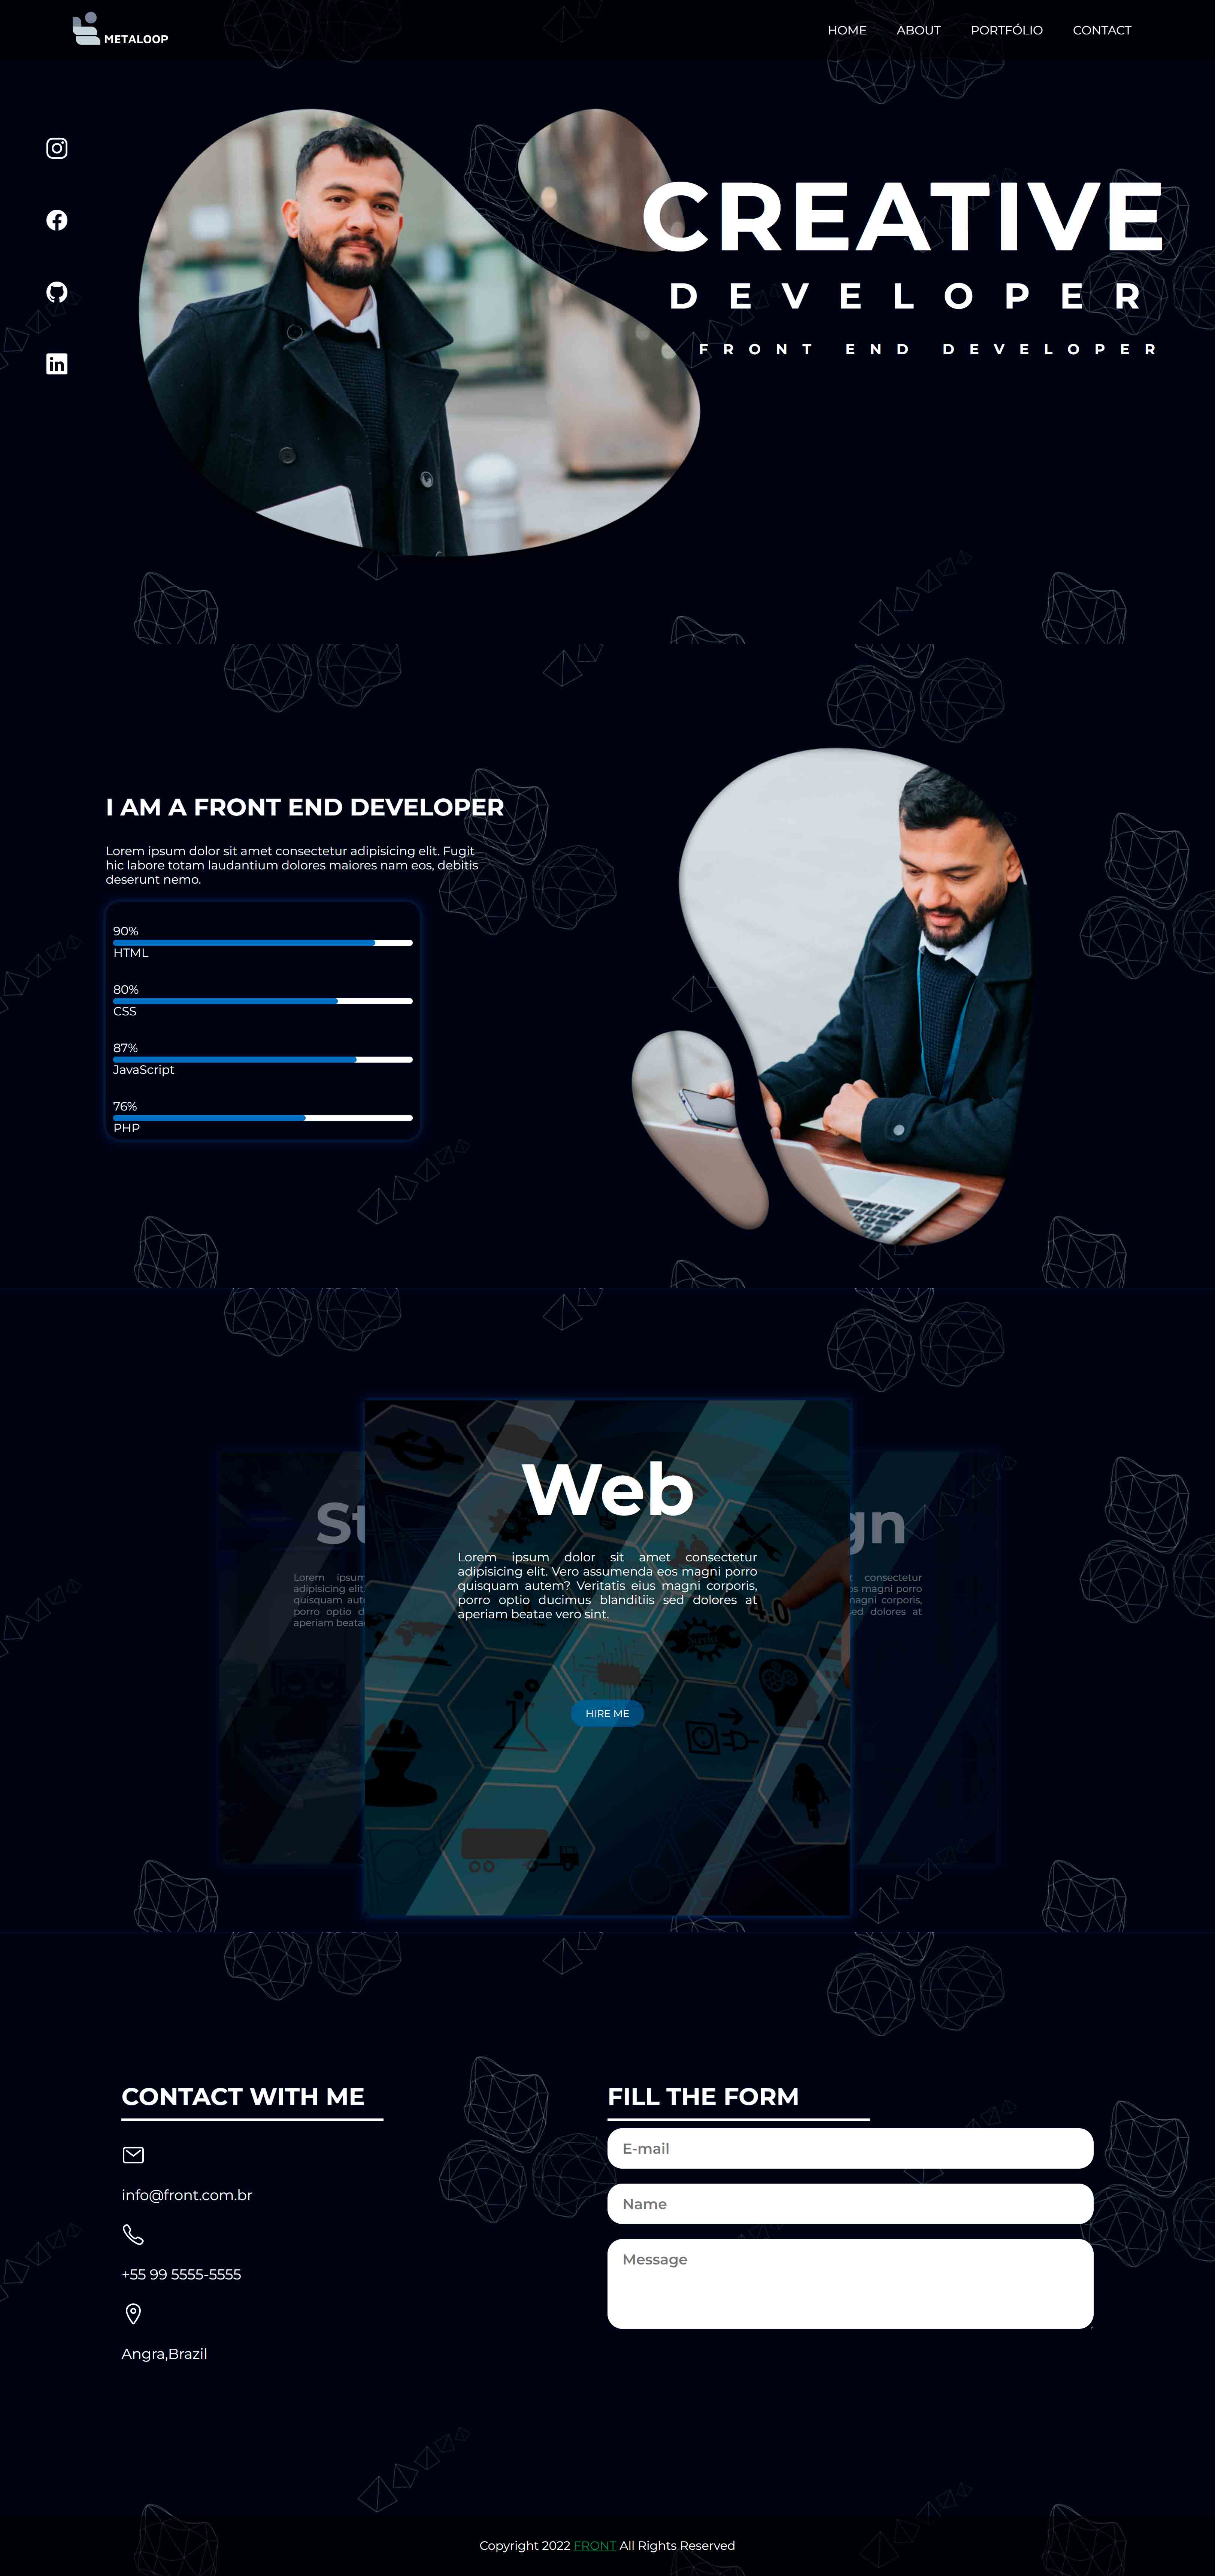 METALOOP
HOME
ABOUT
PORTFÓLIO
CONTACT
CREATIVE
DEVELOPER
FRONT END DEVELOPER
I AM A FRONT END DEVELOPER
Lorem ipsum dolor sit amet consectetur adipisicing elit. Fugit
hic labore totam laudantium dolores maiores nam eos, debitis
deserunt nemo.
90%
HTML
80%
CSS
87%
JavaScript
76%
PHP
Lorem ipsum
adipisicing elit
quisquam
porro optio
aperiam
Web
Lorem ipsum dolor sit amet consectetur
adipisicing elit. Vero assumenda eos magni porro
quisquam autem? Veritatis eius magni corporis,
porro optio ducimus blanditiis sed dolores at
aperiam beatae vero sint.
4.0
HIRE ME
consectetur
magni porro
magni corporis,
sed dolores at
CONTACT WITH ME
info@front.com.br
+55 99 5555-5555
Angra,Brazil
FILL THE FORM
E-mail
Name
Message
Copyright 2022 FRONT All Rights Reserved